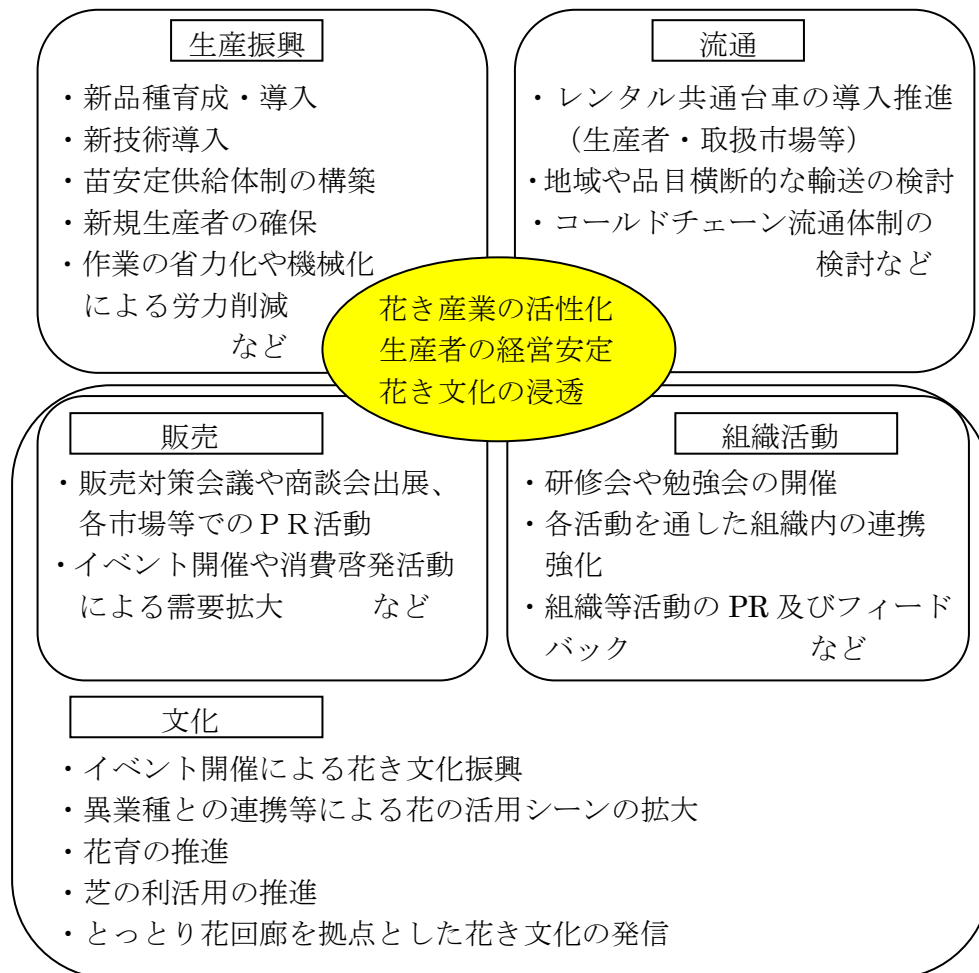 生産振興
・新品種育成・導入
・新技術導入
・苗安定供給体制の構築
・新規生産者の確保
・作業の省力化や機械化
による労力削減
など
流通
・レンタル共通台車の導入推進
（生産者・取扱市場等）
・地域や品目横断的な輸送の検討
・コールドチェーン流通体制の
検討など
花き産業の活性化
生産者の経営安定
花き文化の浸透
販売
・販売対策会議や商談会出展、
各市場等でのＰＲ活動
・イベント開催や消費啓発活動
による需要拡大　　　など
組織活動
・研修会や勉強会の開催
・各活動を通した組織内の連携
強化
・組織等活動の PR 及びフィード
バック　　　　　　など
文化
・イベント開催による花き文化振興
・異業種との連携等による花の活用シーンの拡大
・花育の推進
・芝の利活用の推進
・とっとり花回廊を拠点とした花き文化の発信